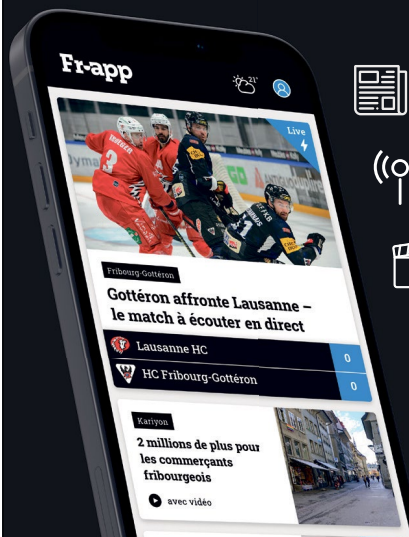 Fr-app
21°
Live
Fribourg-Gottéron
Gottéron affronte Lausanne –
le match à écouter en direct
Lausanne HC 0
HC Fribourg-Gottéron 0
Kariyon
2 millions de plus pour
les commerçants
fribourgeois
avec vidéo